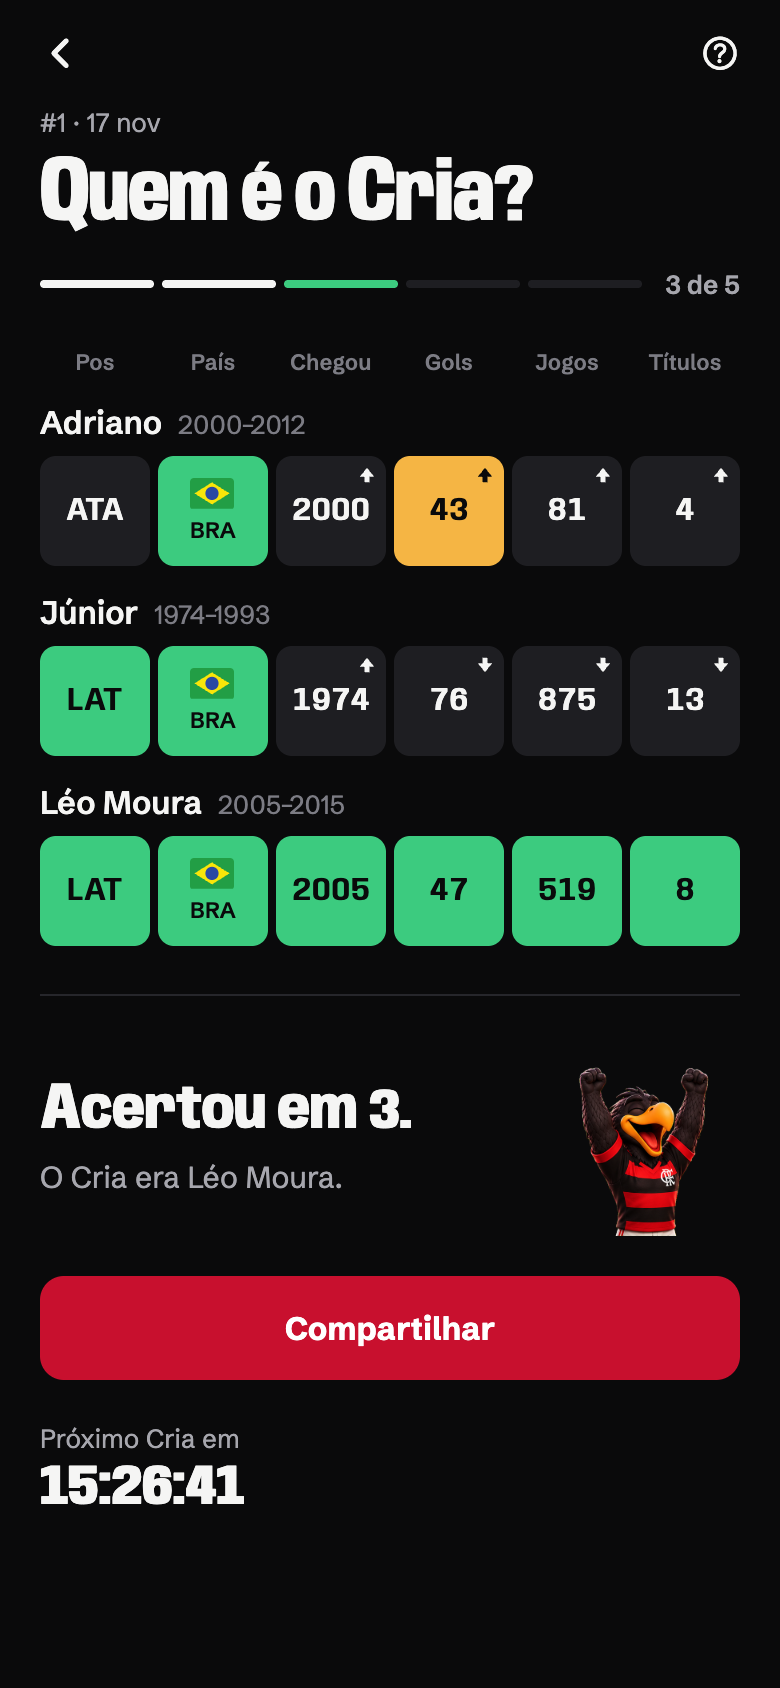 #1 · 17 nov
Quem é o Cria?
3 de 5
Pos País Chegou Gols Jogos Títulos
Adriano 2000–2012
ATA BRA 2000 43 81 4
Júnior 1974–1993
LAT BRA 1974 76 875 13
Léo Moura 2005–2015
LAT BRA 2005 47 519 8
Acertou em 3.
O Cria era Léo Moura.
Compartilhar
Próximo Cria em
15:26:41